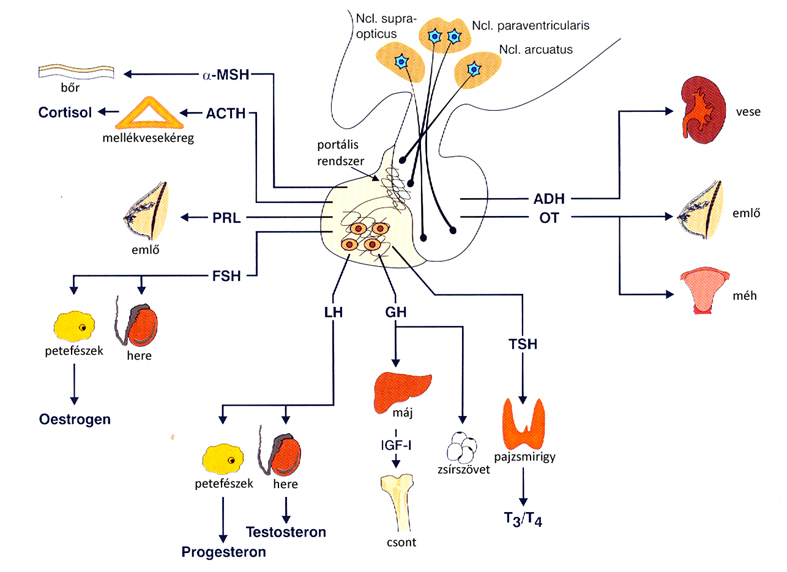 Ncl. supra-
opticus
Ncl. paraventricularis
Ncl. arcuatus
α-MSH
bőr
Cortisol
ACTH
mellékvesekéreg
portális
rendszer
vese
ADH
OT
PRL
emlő
emlő
FSH
méh
LH
GH
TSH
petefészek
here
máj
Oestrogen
IGF-I
zsírszövet
pajzsmirigy
petefészek
here
csont
T3/T4
Testosteron
Progesteron